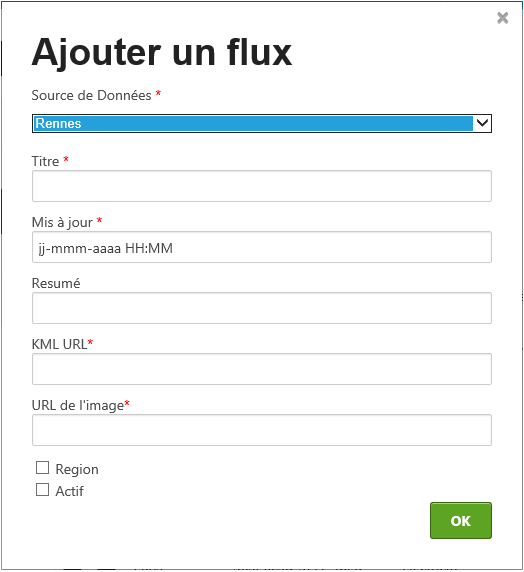 Ajouter un flux
Source de Données *
Rennes
Titre *
Mis à jour *
jj-mmm-aaaa HH:MM
Resumé
KML URL*
URL de l'image*
Region
Actif
OK